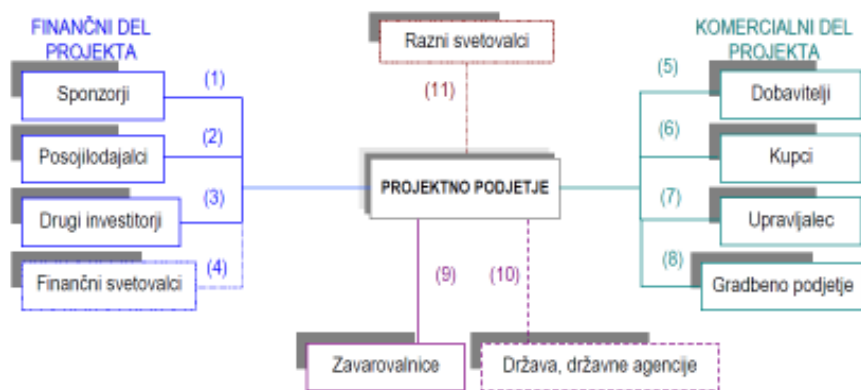 FINANČNI DEL
PROJEKTA
Sponzorji
(1)
Posojilodajalci
(2)
Drugi investitorji
(3)
Finančni svetovalci
(4)
Razni svetovalci
(11)
PROJEKTNO PODJETJE
(9)
(10)
Zavarovalnice
Država, državne agencije
KOMERCIALNI DEL
PROJEKTA
(5)
Dobavitelji
(6)
Kupci
(7)
Upravljalec
(8)
Gradbeno podjetje